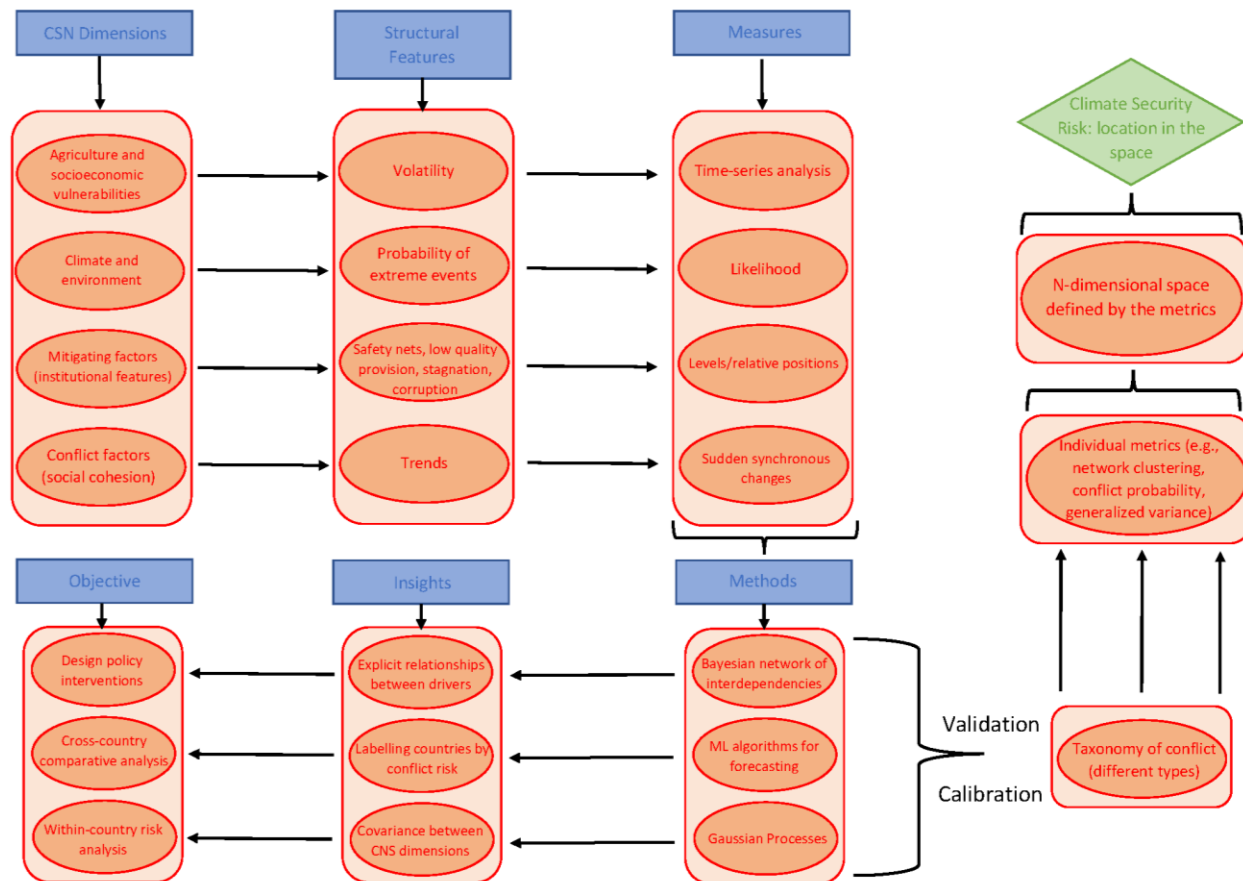 CSN Dimensions
Structural
Features
Measures
Agriculture and
socioeconomic
vulnerabilities
Volatility
Time-series analysis
Climate Security
Risk: location in the
space
Climate and
environment
Probability of
extreme events
Likelihood
N-dimensional space
defined by the metrics
Mitigating factors
(institutional features)
Safety nets, low quality
provision, stagnation,
corruption
Levels/relative positions
Conflict factors
(social cohesion)
Trends
Sudden synchronous
changes
Individual metrics (e.g.,
network clustering,
conflict probability,
generalized variance)
Objective
Insights
Methods
Design policy
interventions
Explicit relationships
between drivers
Bayesian network of
interdependencies
Cross-country
comparative analysis
Labelling countries by
conflict risk
ML algorithms for
forecasting
Validation
Calibration
Taxonomy of conflict
(different types)
Within-country risk
analysis
Covariance between
CNS dimensions
Gaussian Processes